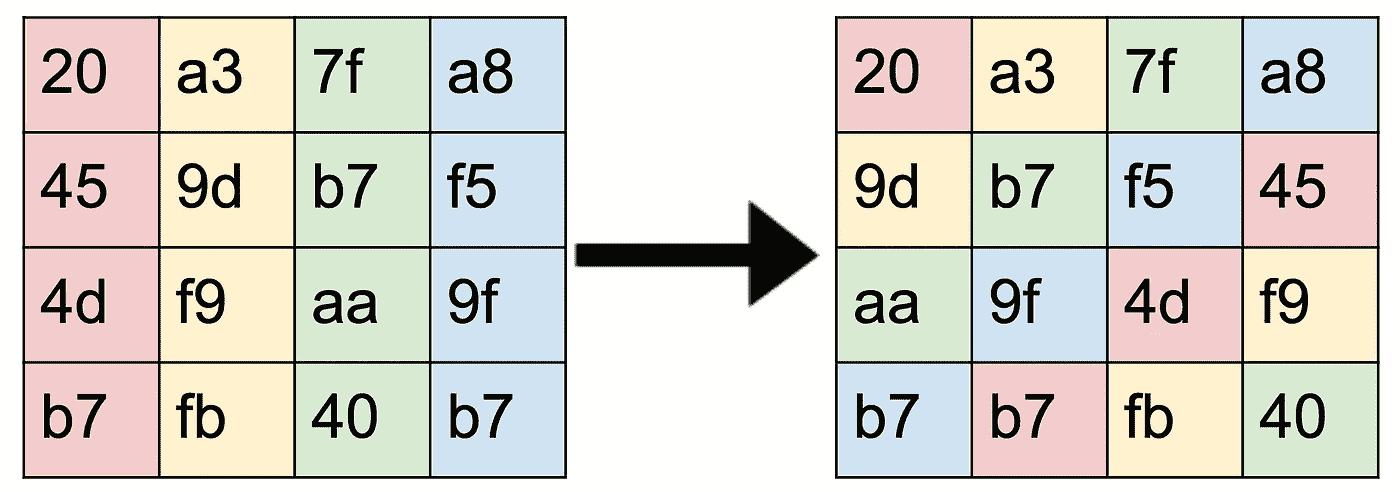 20 a3 7f a8 20 a3 7f a8
45 9d b7 f5 9d b7 f5 45
4d f9 aa 9f aa 9f 4d f9
b7 fb 40 b7 b7 b7 fb 40